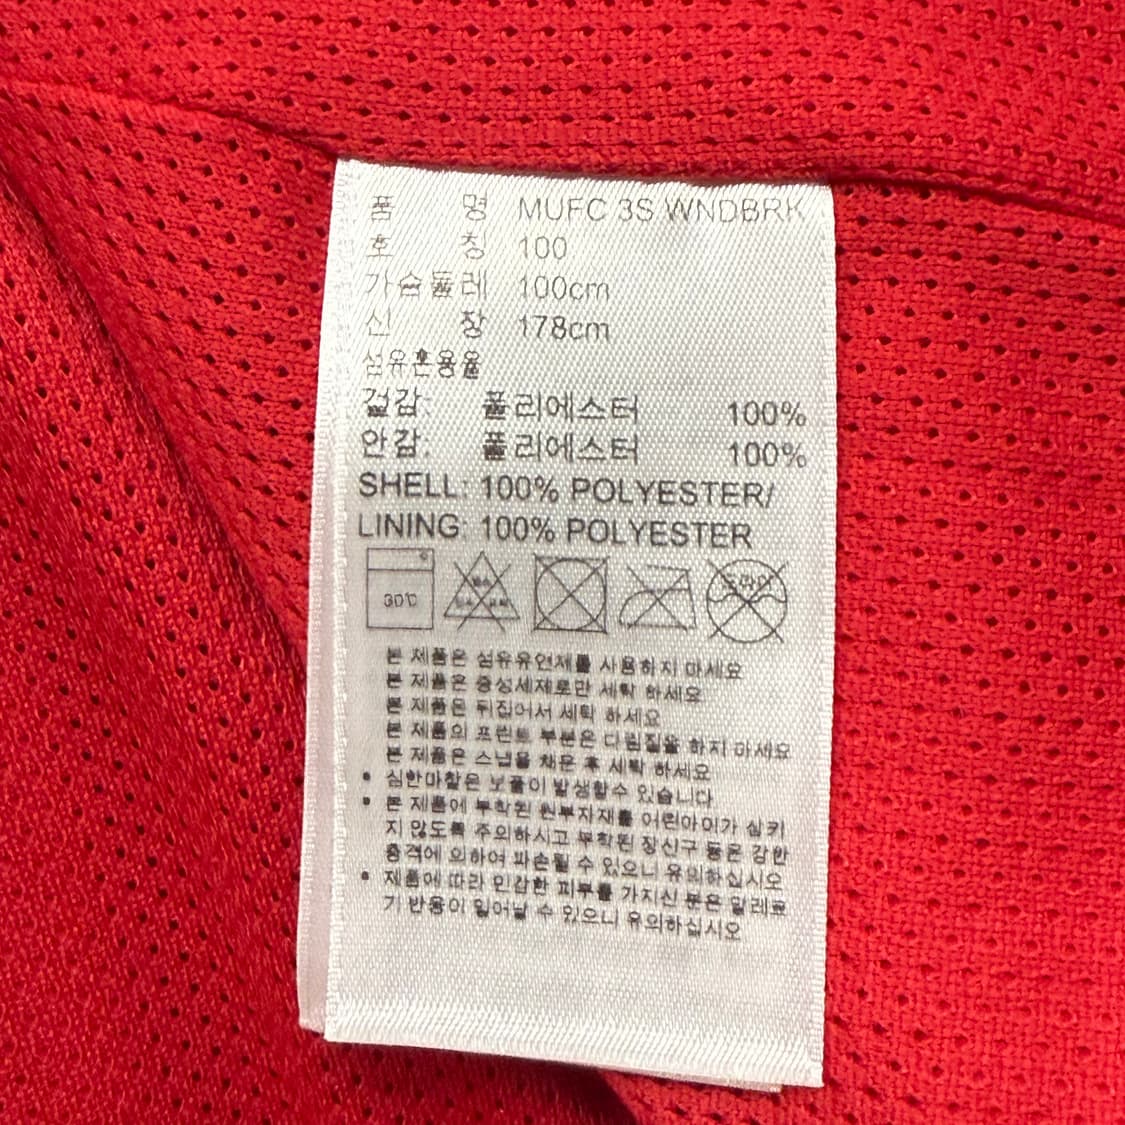 품 명 MUFC 3S WNDBRK
호 칭 100
가슴둘레 100cm
신 장 178cm
섬유혼용율
겉감: 폴리에스터 100%
안감: 폴리에스터 100%
SHELL: 100% POLYESTER/
LINING: 100% POLYESTER
30℃ 드라이
본 제품은 섬유유연제를 사용하지 마세요
본 제품은 중성세제로만 세탁 하세요
본 제품은 뒤집어서 세탁 하세요
본 제품의 프린트 부분은 다림질을 하지 마세요
본 제품은 스냅을 채운 후 세탁 하세요
• 심한마찰은 보풀이 발생할수 있습니다
• 본 제품에 부착된 원부자재를 어린아이가 삼키
지 않도록 주의하시고 부착된 장신구 등은 강한
충격에 의하여 파손될 수 있으니 유의하십시오
• 제품에 따라 민감한 피부를 가지신 분은 알레르
기 반응이 일어날 수 있으니 유의하십시오